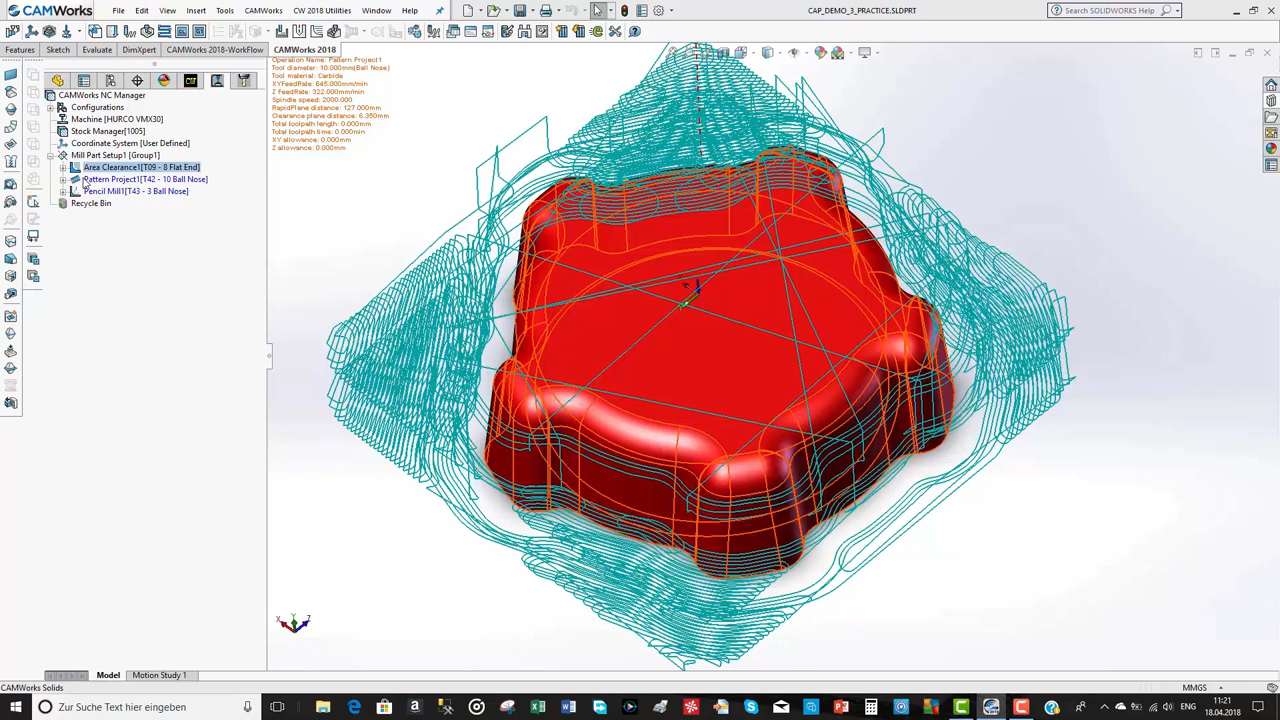 CAMWorks
File
Edit
View
Insert
Tools
CAMWorks
CW 2018 Utilities
Window
Help
CAP_DEMO_3_PRACTICE.SLDPRT
Search SOLIDWORKS Help
Features
Sketch
Evaluate
DimXpert
CAMWorks 2018-WorkFlow
CAMWorks 2018
CAMWorks NC Manager
Configurations
Machine [HURCO VMX30]
Stock Manager[1005]
Coordinate System [User Defined]
Mill Part Setup1 [Group1]
Area Clearance1[T09 - 8 Flat End]
Pattern Project1[T42 - 10 Ball Nose]
Pencil Mill1[T43 - 3 Ball Nose]
Recycle Bin
Operation Name: Pattern Project1
Tool diameter: 10.000mm(Ball Nose)
Tool material: Carbide
XYFeedRate: 645.000mm/min
Z FeedRate: 322.000mm/min
Spindle speed: 2000.000
RapidPlane distance: 127.000mm
Clearance plane distance: 6.350mm
Total toolpath length: 0.000mm
Total toolpath time: 0.000min
XY allowance: 0.000mm
Z allowance: 0.000mm
X
Y
Z
Model
Motion Study 1
CAMWorks Solids
MMGS
Zur Suche hier eingeben
ENG
11:21
18.04.2018